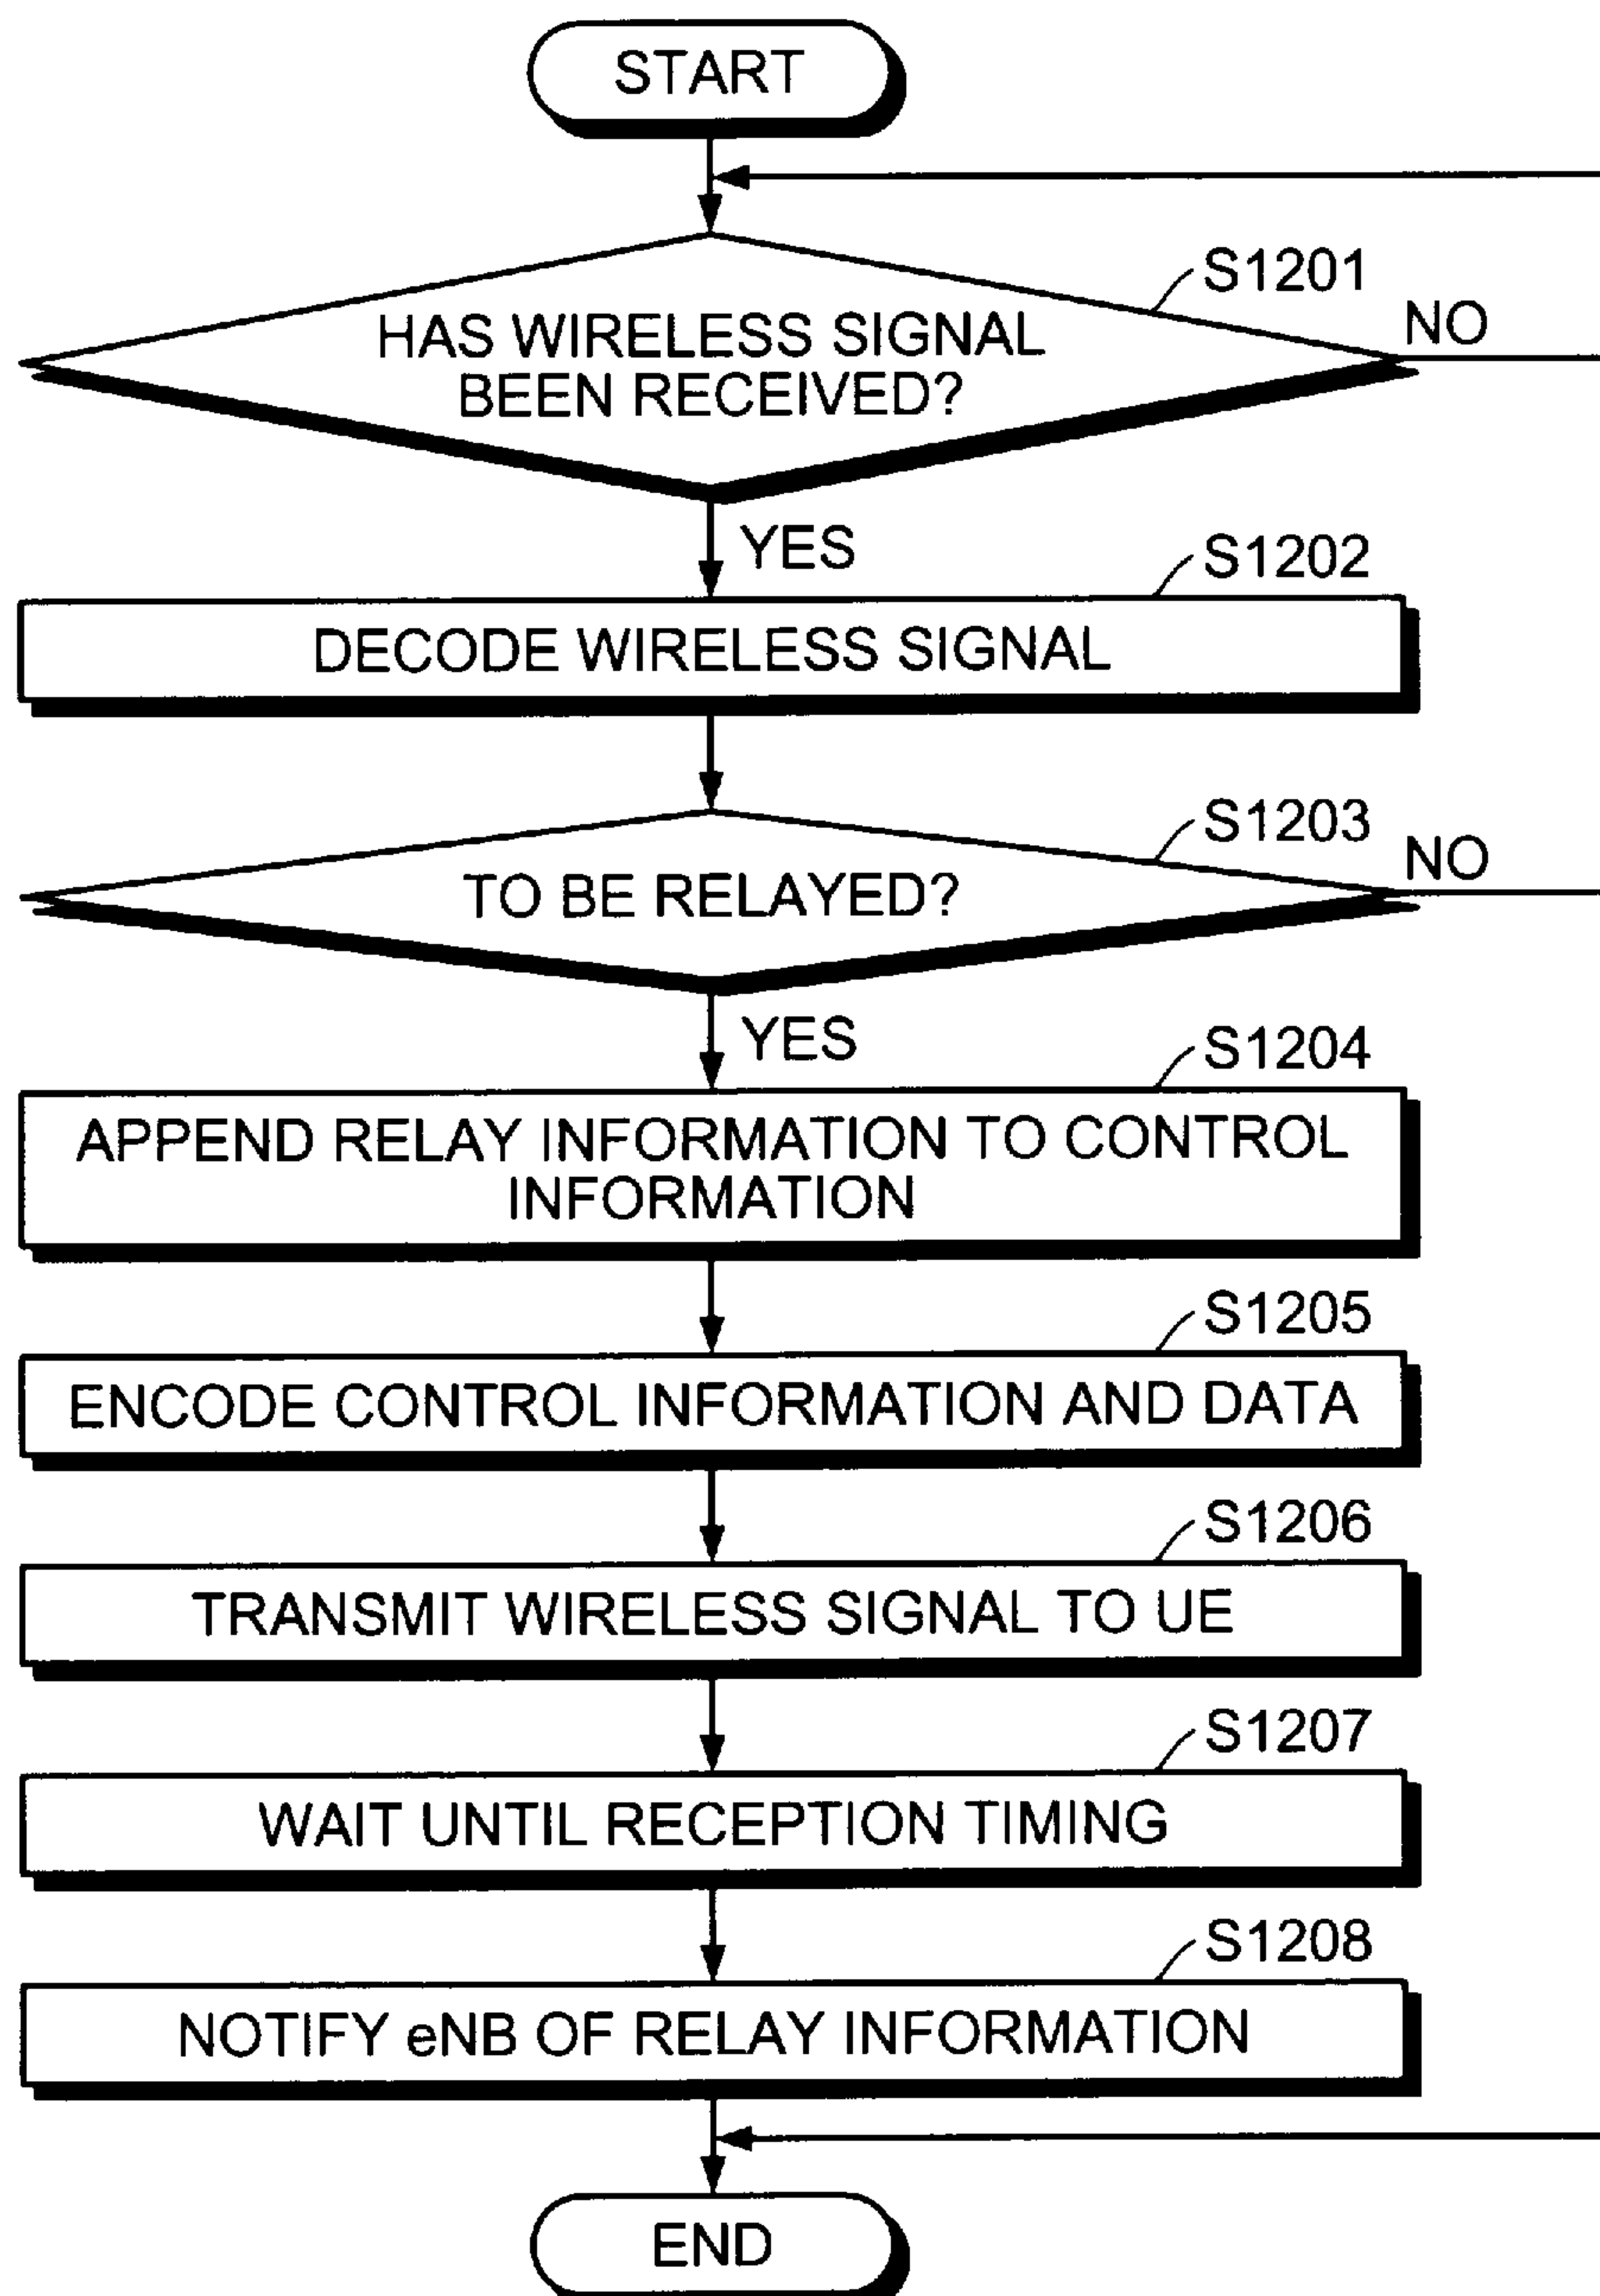 START
S1201
HAS WIRELESS SIGNAL
BEEN RECEIVED?
NO
YES
S1202
DECODE WIRELESS SIGNAL
S1203
TO BE RELAYED?
NO
YES
S1204
APPEND RELAY INFORMATION TO CONTROL
INFORMATION
S1205
ENCODE CONTROL INFORMATION AND DATA
S1206
TRANSMIT WIRELESS SIGNAL TO UE
S1207
WAIT UNTIL RECEPTION TIMING
S1208
NOTIFY eNB OF RELAY INFORMATION
END